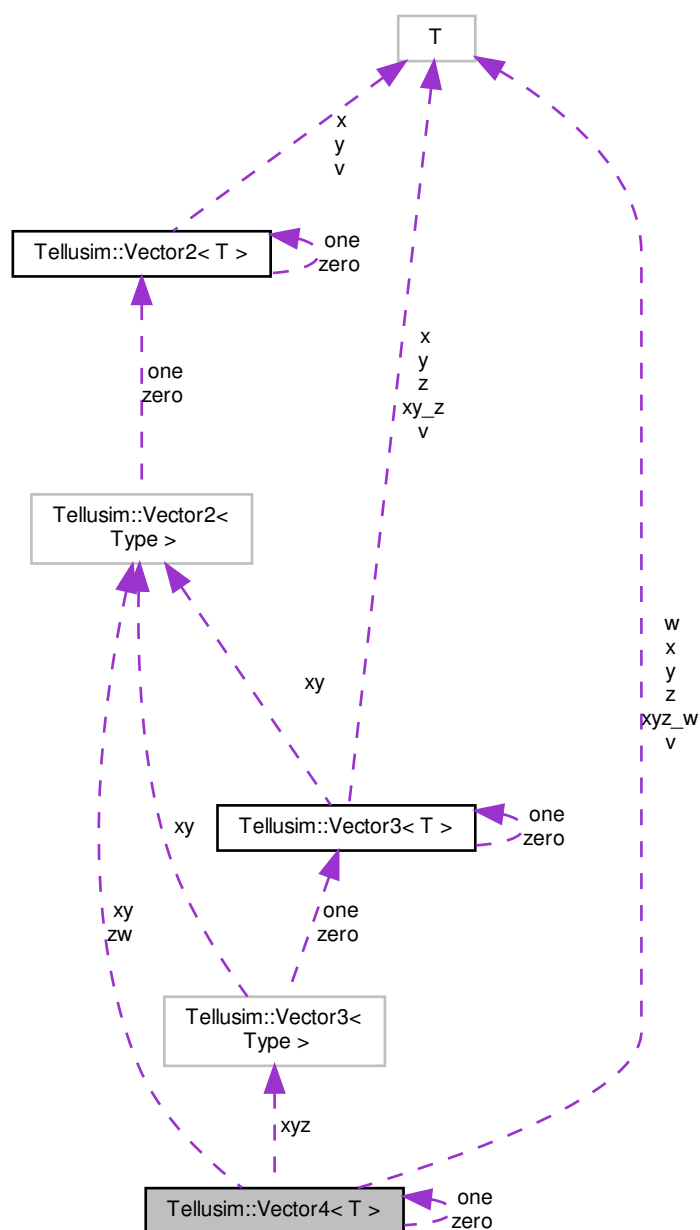 T
x
y
v
Tellusim::Vector2< T >
one
zero
one
zero
x
y
z
xy_z
v
Tellusim::Vector2<
Type >
w
x
y
z
xyz_w
v
xy
Tellusim::Vector3< T >
one
zero
xy
xy
zw
one
zero
Tellusim::Vector3<
Type >
xyz
Tellusim::Vector4< T >
one
zero